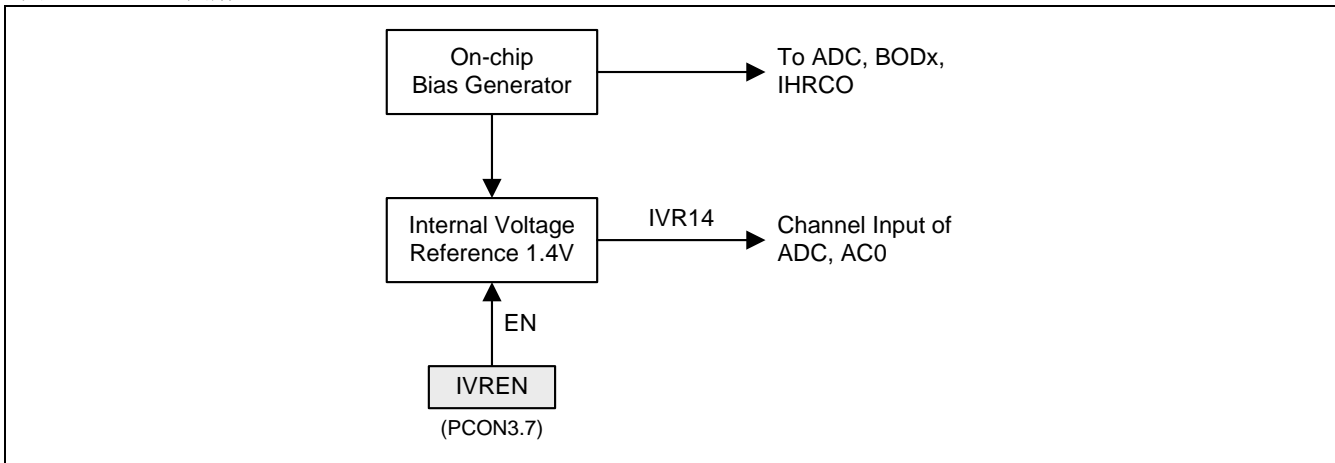 On-chip
Bias Generator
To ADC, BODx,
IHRCO
Internal Voltage
Reference 1.4V
IVR14
Channel Input of
ADC, AC0
EN
IVREN
(PCON3.7)